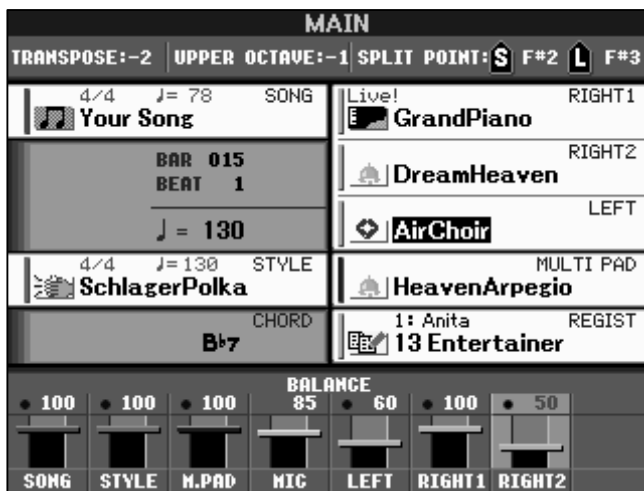 MAIN
TRANSPOSE:-2 UPPER OCTAVE:-1 SPLIT POINT: S F#2 L F#3
4/4 ♩= 78 SONG
Your Song
BAR 015
BEAT 1
♩ = 130
4/4 ♩=130 STYLE
SchlagerPolka
CHORD
B♭7
Live! RIGHT1
GrandPiano
RIGHT2
DreamHeaven
LEFT
AirChoir
MULTI PAD
HeavenArpegio
1: Anita REGIST
13 Entertainer
BALANCE
100 100 100 85 60 100 50
SONG STYLE M.PAD MIC LEFT RIGHT1 RIGHT2